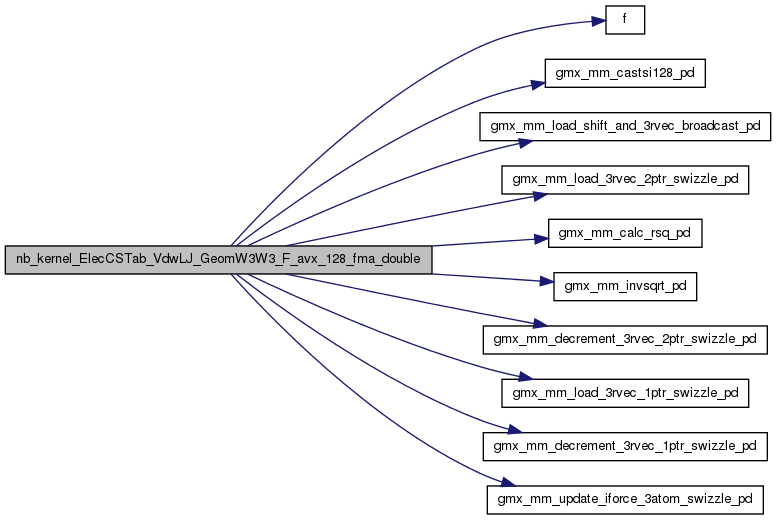 f
gmx_mm_castsi128_pd
gmx_mm_load_shift_and_3rvec_broadcast_pd
gmx_mm_load_3rvec_2ptr_swizzle_pd
gmx_mm_calc_rsq_pd
nb_kernel_ElecCSTab_VdwLJ_GeomW3W3_F_avx_128_fma_double
gmx_mm_invsqrt_pd
gmx_mm_decrement_3rvec_2ptr_swizzle_pd
gmx_mm_load_3rvec_1ptr_swizzle_pd
gmx_mm_decrement_3rvec_1ptr_swizzle_pd
gmx_mm_update_iforce_3atom_swizzle_pd